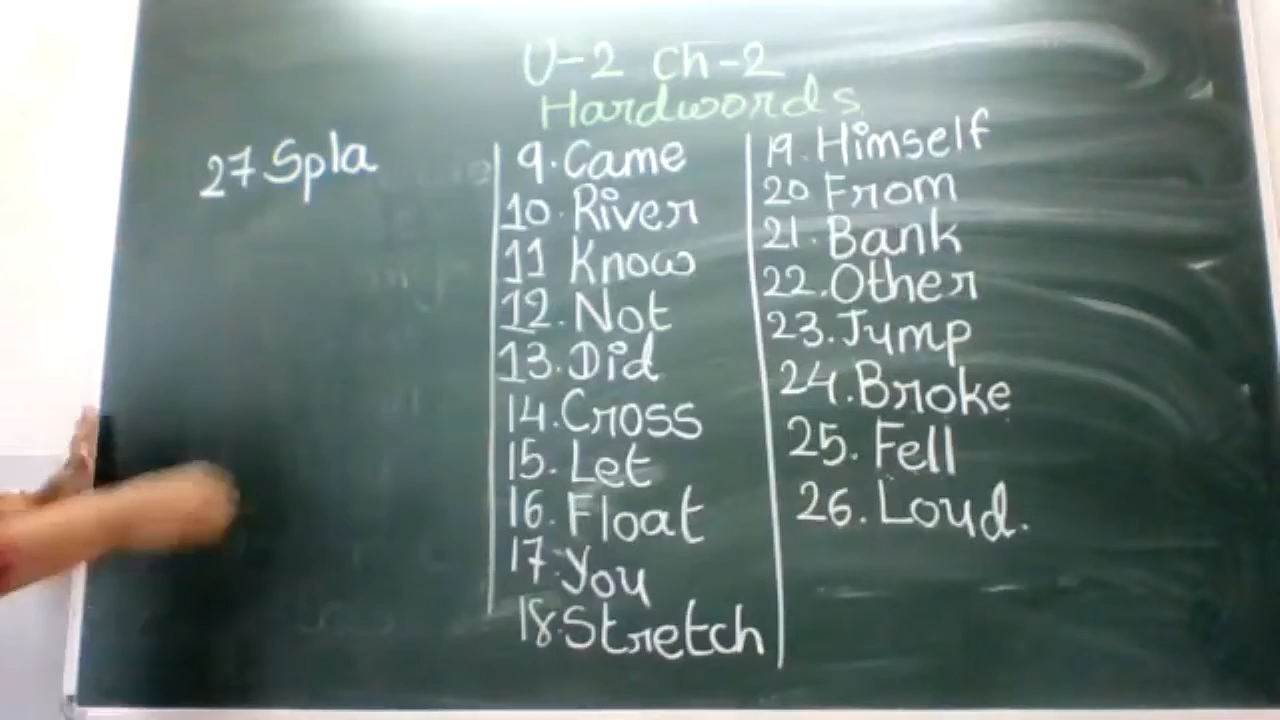 U-2 Ch-2
Hardwords
27 Spla
9. Came
10. River
11 Know
12. Not
13. Did
14. Cross
15. Let
16. Float
17. You
18. Stretch
19. Himself
20 From
21. Bank
22. Other
23. Jump
24. Broke
25. Fell
26. Loud.